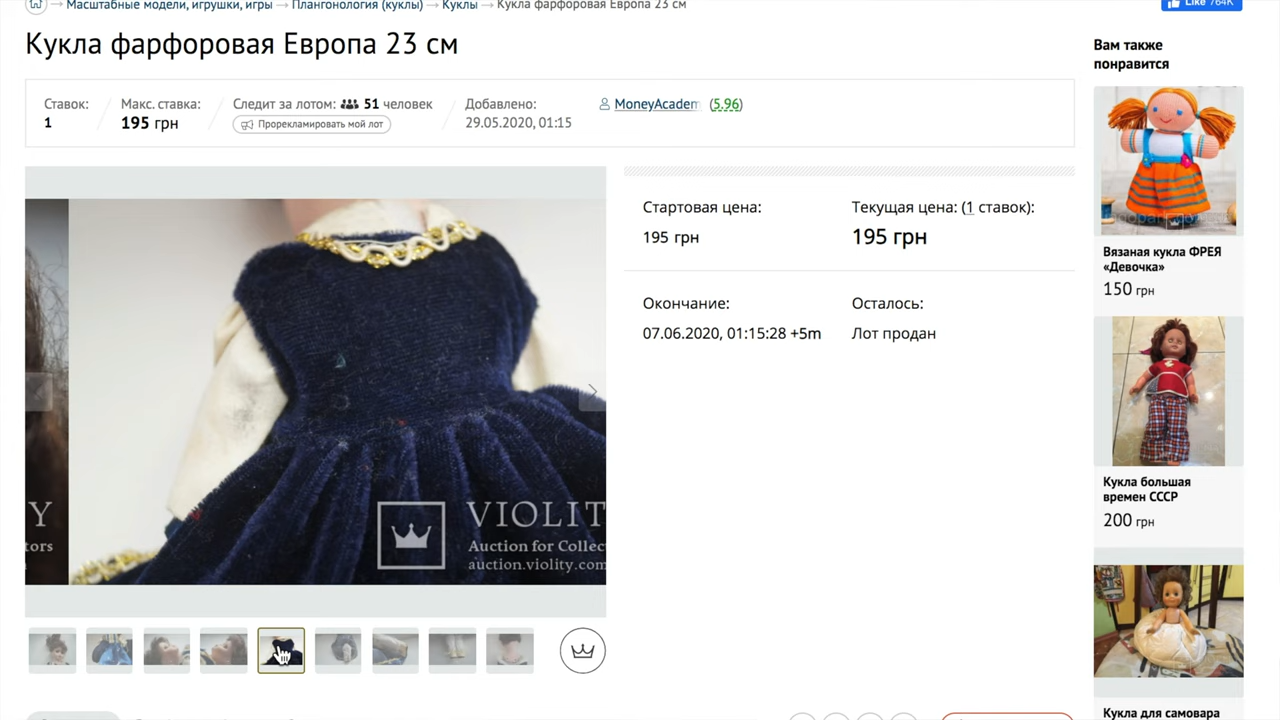 → Масштабные модели, игрушки, игры → Плангонология (куклы) → Куклы → Кукла фарфоровая Европа 23 см
Like 764K
Кукла фарфоровая Европа 23 см
Ставок:
1
Макс. ставка:
195 грн
Следит за лотом: 51 человек
Прорекламировать мой лот
Добавлено:
29.05.2020, 01:15
MoneyAcadem (5.96)
Стартовая цена:
195 грн
Текущая цена: (1 ставок):
195 грн
Окончание:
07.06.2020, 01:15:28 +5m
Осталось:
Лот продан
Y
tors
VIOLIT
Auction for Collec
auction.violity.com
Вам также
понравится
Вязаная кукла ФРЕЯ
«Девочка»
150 грн
Кукла большая
времен СССР
200 грн
Кукла для самовара